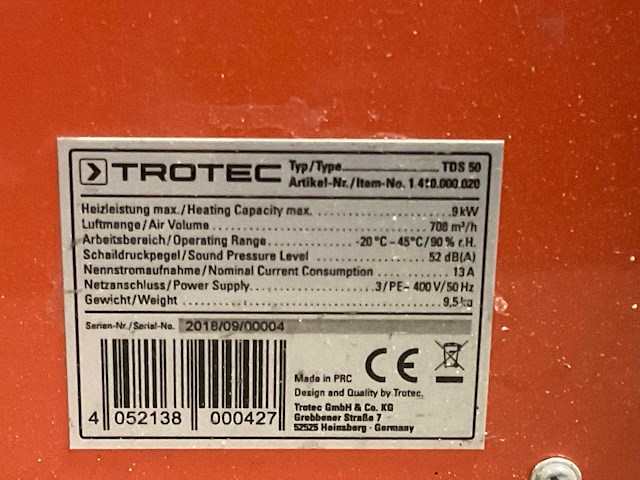 TROTEC
Typ/Type TDS 50
Artikel-Nr./Item-No. 1.410.000.020
Heizleistung max./Heating Capacity max. 9 kW
Luftmenge/Air Volume 708 m³/h
Arbeitsbereich/Operating Range -20 °C – 45°C/90 % r.H.
Schalldruckpegel/Sound Pressure Level 52 dB(A)
Nennstromaufnahme/Nominal Current Consumption 13 A
Netzanschluss/Power Supply 3/PE~ 400 V/50 Hz
Gewicht/Weight 9,5 kg
Serien-Nr./Serial-No. 2018/09/00004
CE
Made in PRC
Design and Quality by Trotec
Trotec GmbH & Co. KG
Grebbener Straße 7
52525 Heinsberg · Germany
4 052138 000427